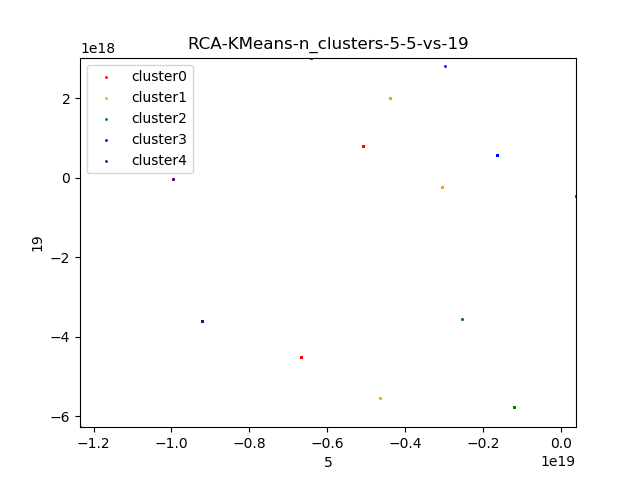 RCA-KMeans-n_clusters-5-5-vs-19
1e18
cluster0
cluster1
cluster2
cluster3
cluster4
2
0
−2
−4
−6
19
−1.2
−1.0
−0.8
−0.6
−0.4
−0.2
0.0
5
1e19